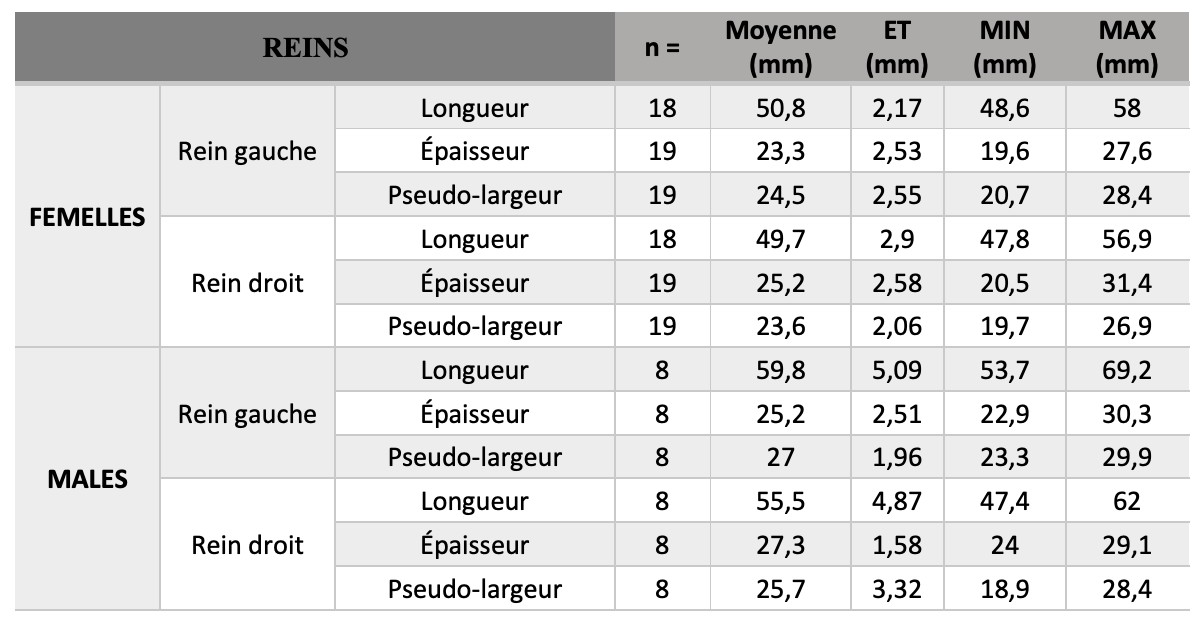 REINS n = Moyenne (mm) ET (mm) MIN (mm) MAX (mm)
FEMELLES Rein gauche Longueur 18 50,8 2,17 48,6 58
Épaisseur 19 23,3 2,53 19,6 27,6
Pseudo-largeur 19 24,5 2,55 20,7 28,4
Rein droit Longueur 18 49,7 2,9 47,8 56,9
Épaisseur 19 25,2 2,58 20,5 31,4
Pseudo-largeur 19 23,6 2,06 19,7 26,9
MALES Rein gauche Longueur 8 59,8 5,09 53,7 69,2
Épaisseur 8 25,2 2,51 22,9 30,3
Pseudo-largeur 8 27 1,96 23,3 29,9
Rein droit Longueur 8 55,5 4,87 47,4 62
Épaisseur 8 27,3 1,58 24 29,1
Pseudo-largeur 8 25,7 3,32 18,9 28,4